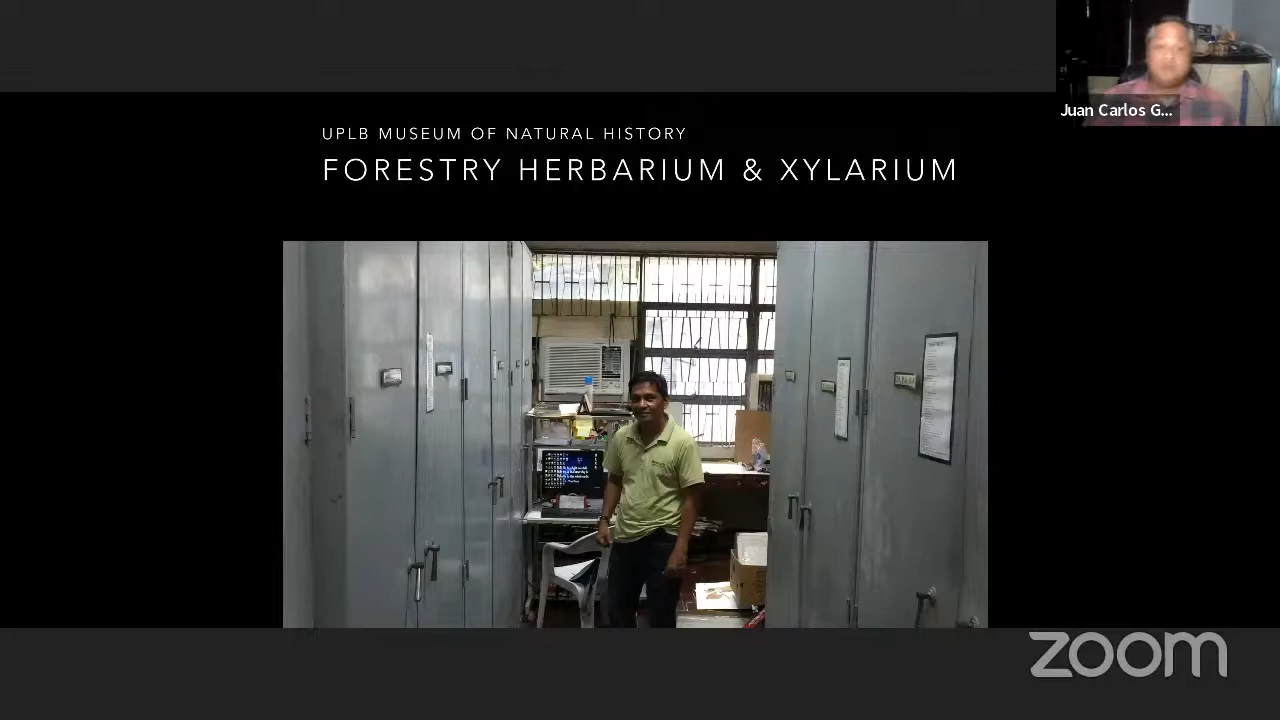 Juan Carlos G...
UPLB MUSEUM OF NATURAL HISTORY
FORESTRY HERBARIUM & XYLARIUM
zoom